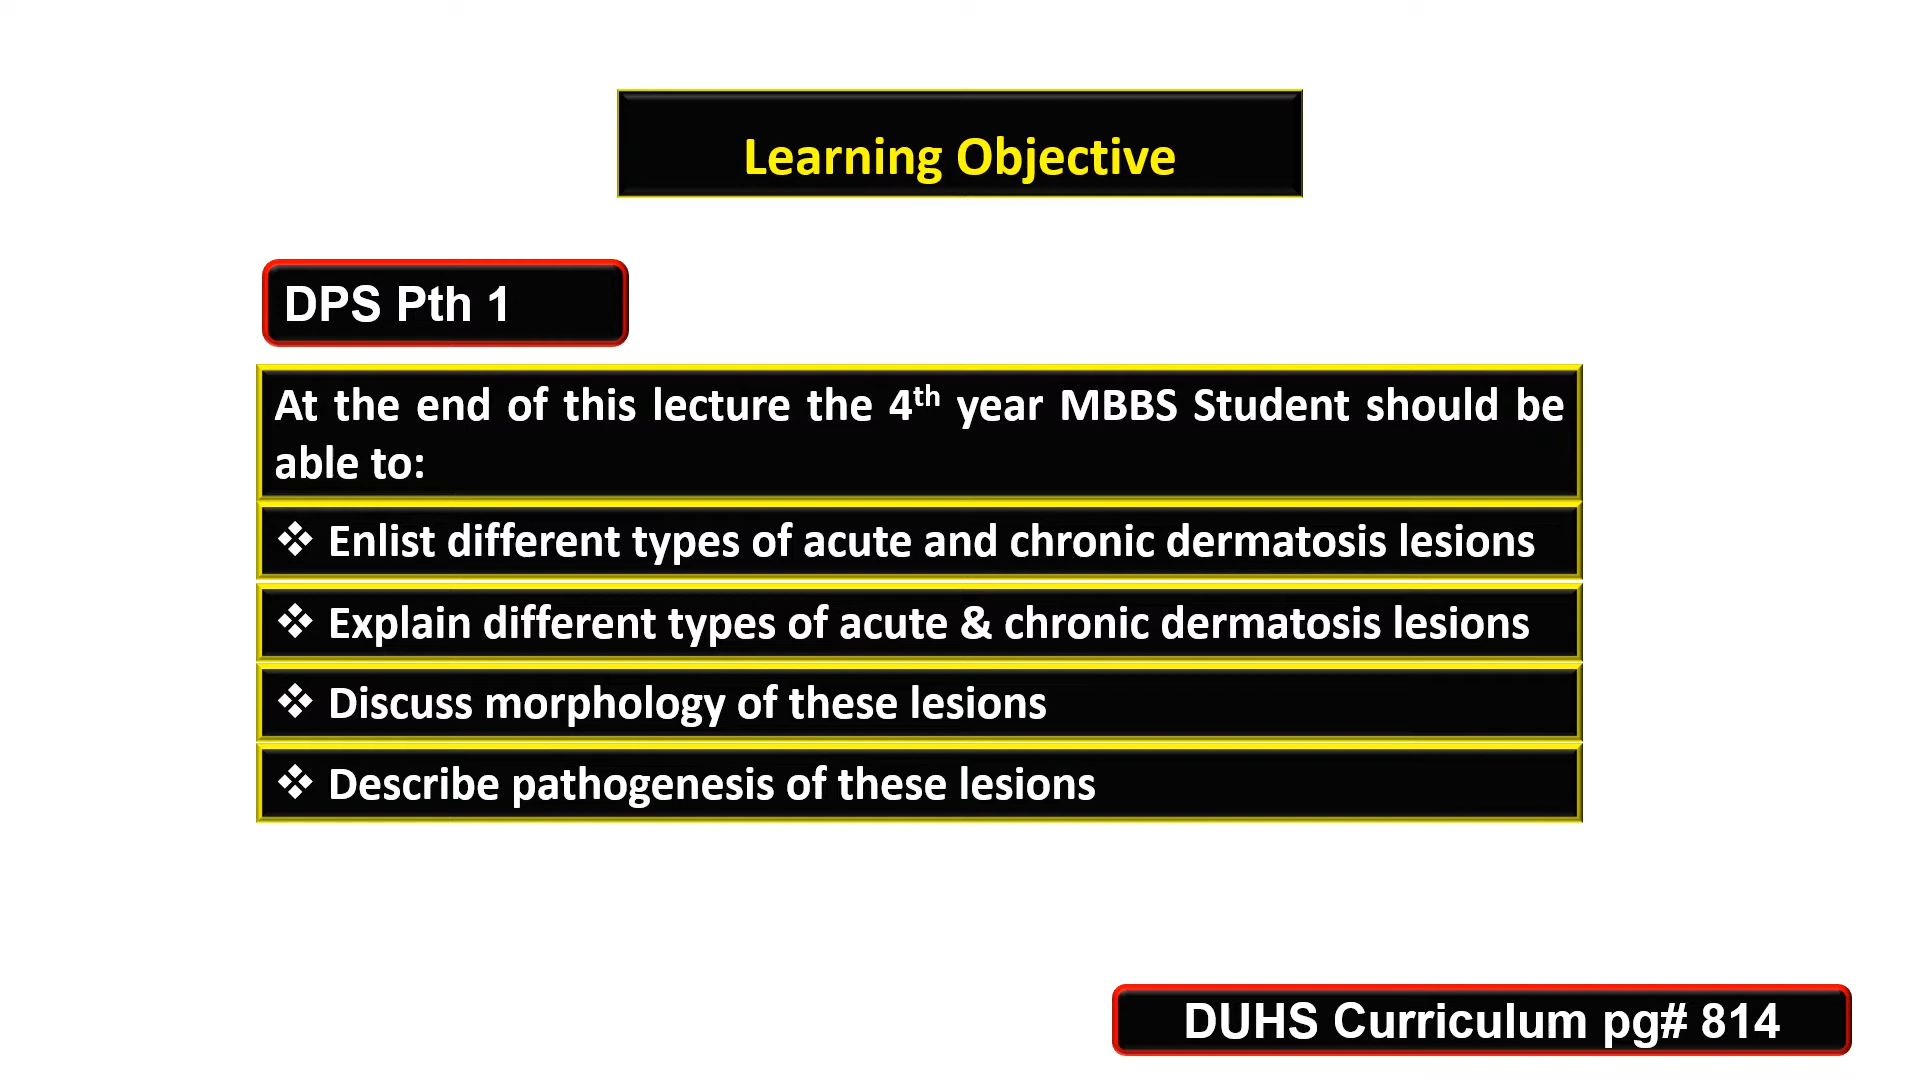 Learning Objective
DPS Pth 1
At the end of this lecture the 4th year MBBS Student should be
able to:
❖ Enlist different types of acute and chronic dermatosis lesions
❖ Explain different types of acute & chronic dermatosis lesions
❖ Discuss morphology of these lesions
❖ Describe pathogenesis of these lesions
DUHS Curriculum pg# 814